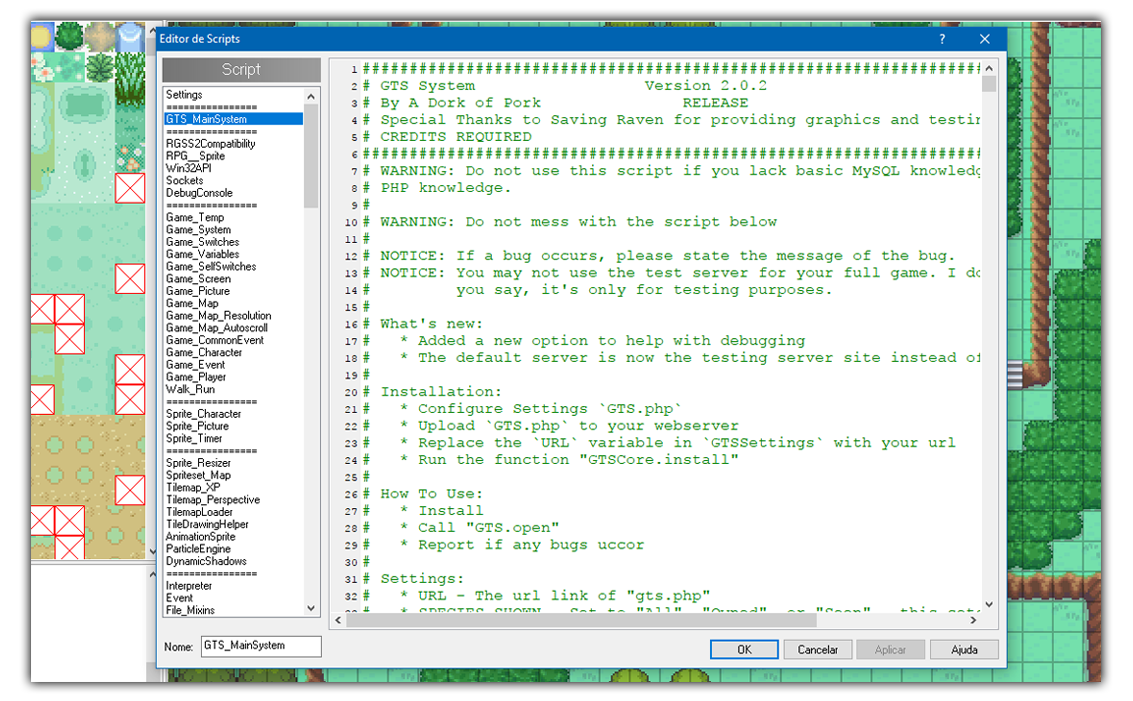 Editor de Scripts
?
Script
Settings
================
GTS_MainSystem
================
RGSS2Compatibility
RPG__Sprite
Win32API
Sockets
DebugConsole
================
Game_Temp
Game_System
Game_Switches
Game_Variables
Game_SelfSwitches
Game_Screen
Game_Picture
Game_Map
Game_Map_Resolution
Game_Map_Autoscroll
Game_CommonEvent
Game_Character
Game_Event
Game_Player
Walk_Run
================
Sprite_Character
Sprite_Picture
Sprite_Timer
================
Sprite_Resizer
Spriteset_Map
Tilemap_XP
Tilemap_Perspective
TilemapLoader
TileDrawingHelper
AnimationSprite
ParticleEngine
DynamicShadows
================
Interpreter
Event
File_Mixins
Nome: GTS_MainSystem
1 ####################################################################
2 # GTS System Version 2.0.2
3 # By A Dork of Pork RELEASE
4 # Special Thanks to Saving Raven for providing graphics and testin
5 # CREDITS REQUIRED
6 ####################################################################
7 # WARNING: Do not use this script if you lack basic MySQL knowledg
8 # PHP knowledge.
9 #
10 # WARNING: Do not mess with the script below
11 #
12 # NOTICE: If a bug occurs, please state the message of the bug.
13 # NOTICE: You may not use the test server for your full game. I do
14 # you say, it's only for testing purposes.
15 #
16 # What's new:
17 # * Added a new option to help with debugging
18 # * The default server is now the testing server site instead of
19 #
20 # Installation:
21 # * Configure Settings `GTS.php`
22 # * Upload `GTS.php` to your webserver
23 # * Replace the `URL` variable in `GTSSettings` with your url
24 # * Run the function "GTSCore.install"
25 #
26 # How To Use:
27 # * Install
28 # * Call "GTS.open"
29 # * Report if any bugs uccor
30 #
31 # Settings:
32 # * URL - The url link of "gts.php"
# * SPECIES_SHOWN - Set to "All", "Owned", or "Seen"
OK
Cancelar
Aplicar
Ajuda